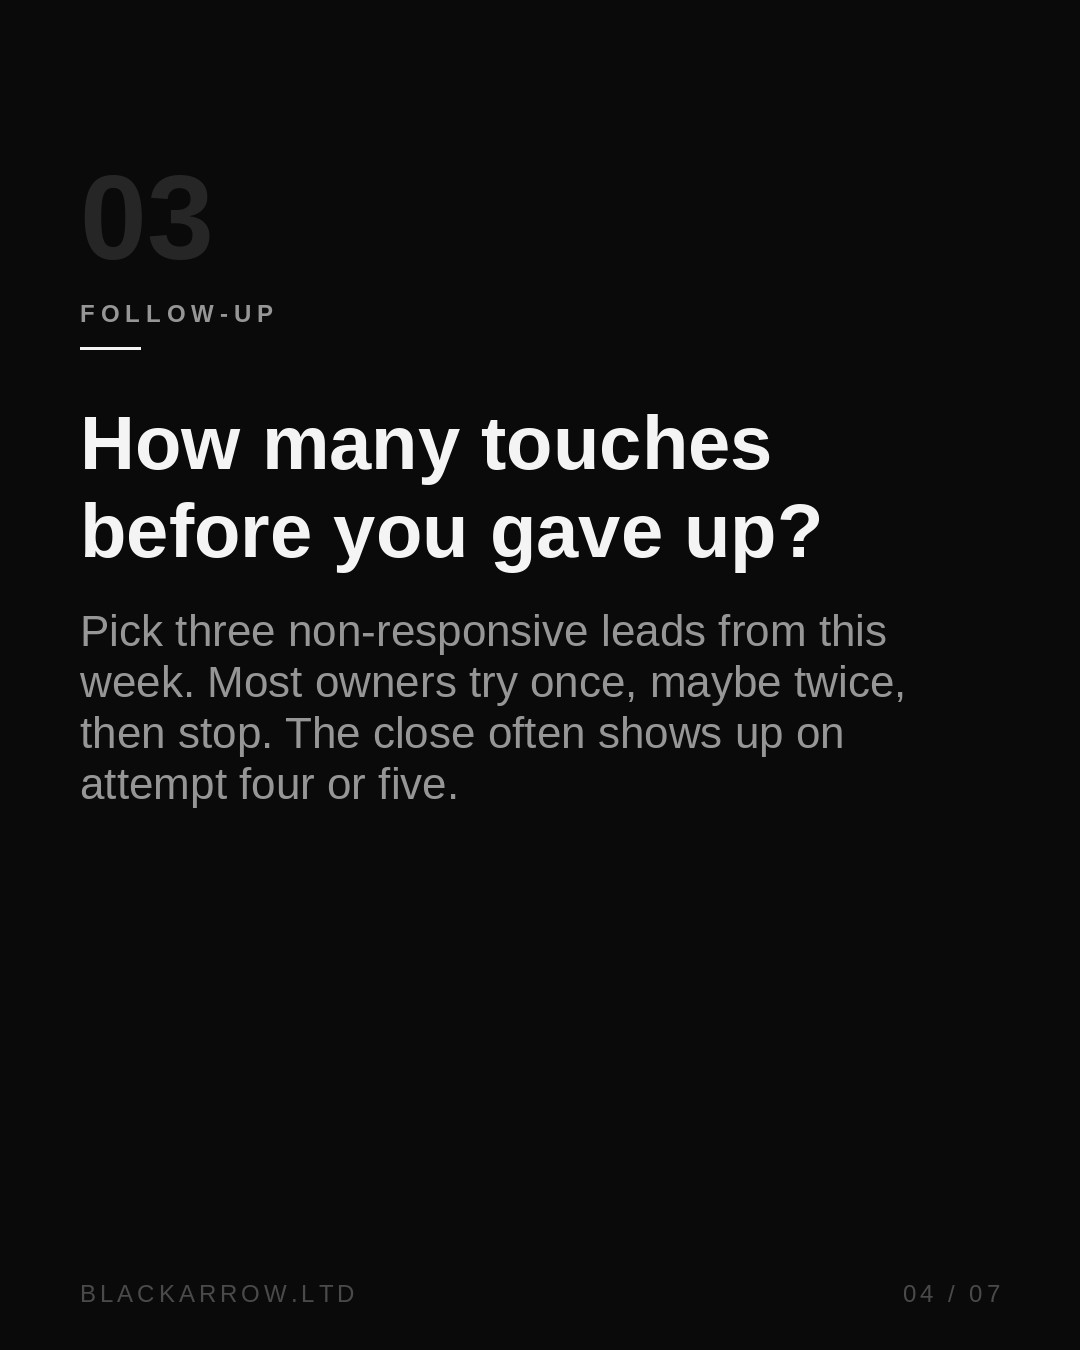 03
FOLLOW-UP
How many touches
before you gave up?
Pick three non-responsive leads from this
week. Most owners try once, maybe twice,
then stop. The close often shows up on
attempt four or five.
BLACKARROW.LTD
04 / 07